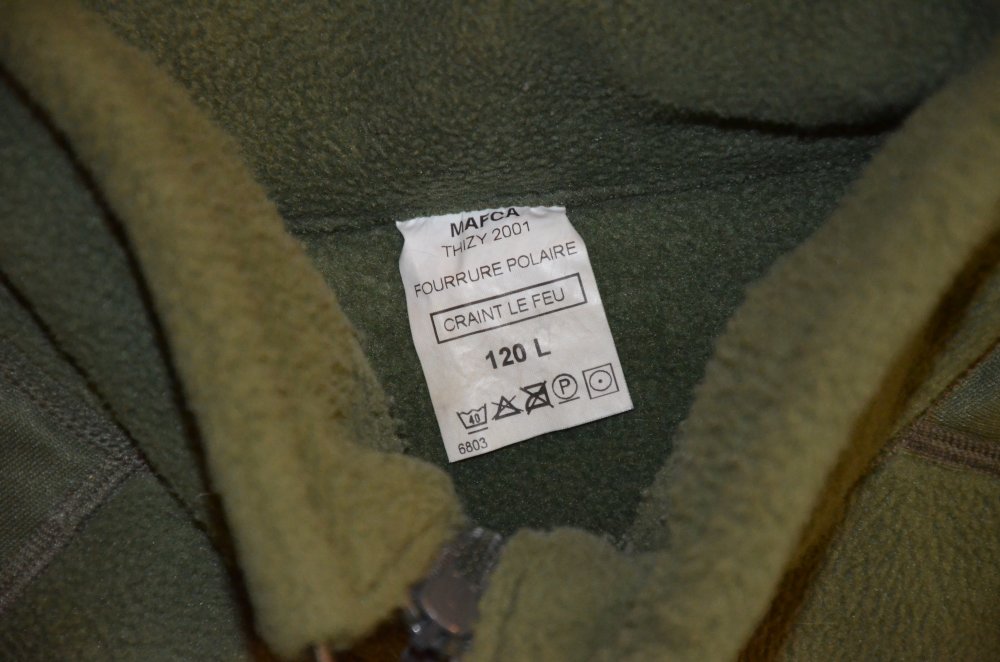 MAFCA
THIZY 2001
FOURRURE POLAIRE
CRAINT LE FEU
120 L
40 P
6803